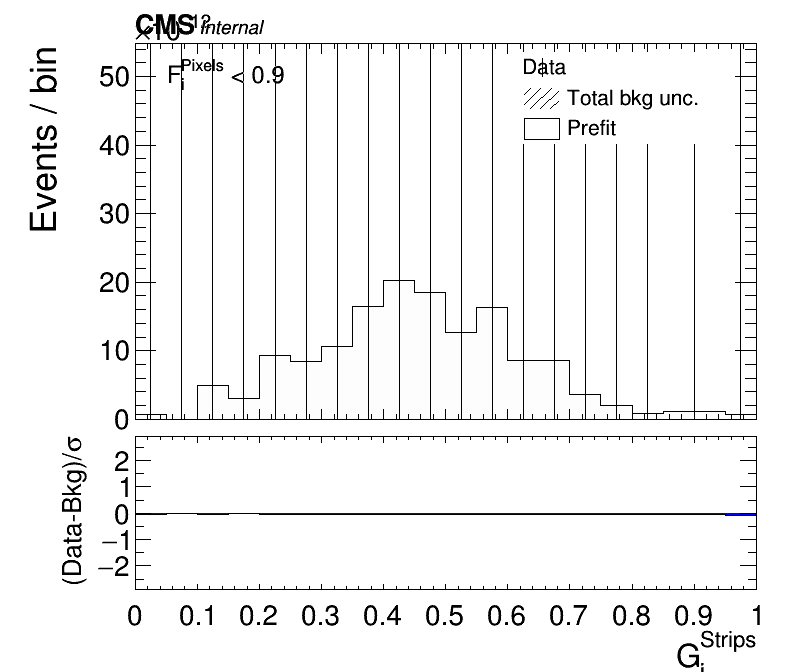 CMS Internal
×10^12
F_i^Pixels < 0.9
Data
Total bkg unc.
Prefit
Events / bin
50
40
30
20
10
0
(Data-Bkg)/σ
2
1
0
−1
−2
0 0.1 0.2 0.3 0.4 0.5 0.6 0.7 0.8 0.9 1
G_i^Strips